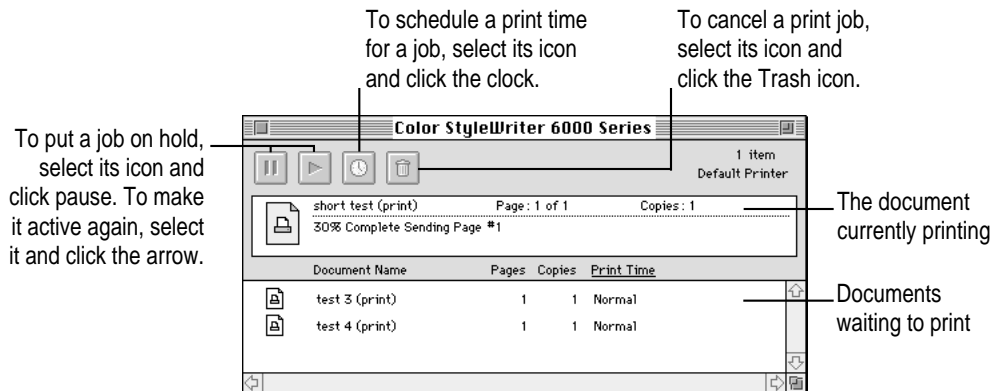 To schedule a print time
for a job, select its icon
and click the clock.
To cancel a print job,
select its icon and
click the Trash icon.
To put a job on hold,
select its icon and
click pause. To make
it active again, select
it and click the arrow.
Color StyleWriter 6000 Series
1 item
Default Printer
short test (print) Page: 1 of 1 Copies: 1
30% Complete Sending Page #1
The document
currently printing
Document Name Pages Copies Print Time
test 3 (print) 1 1 Normal
test 4 (print) 1 1 Normal
Documents
waiting to print